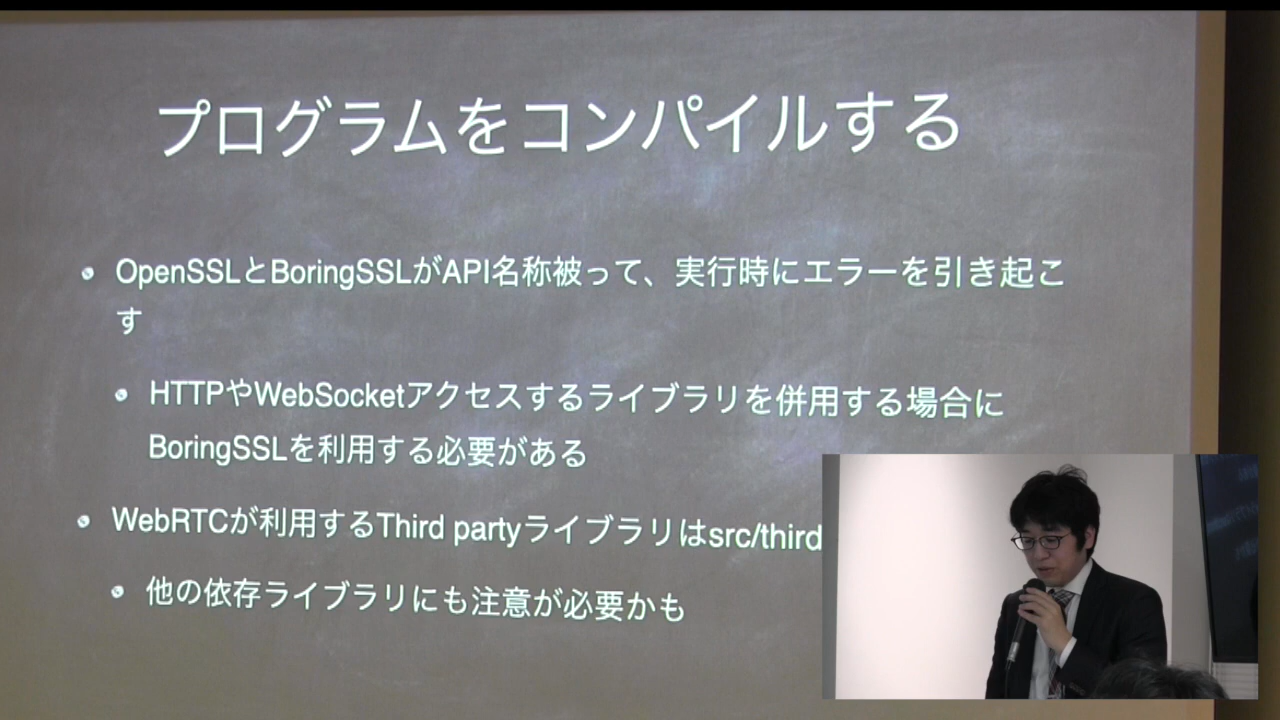 プログラムをコンパイルする
OpenSSLとBoringSSLがAPI名称被って、実行時にエラーを引き起こ
す
HTTPやWebSocketアクセスするライブラリを併用する場合に
BoringSSLを利用する必要がある
WebRTCが利用するThird partyライブラリはsrc/third
他の依存ライブラリにも注意が必要かも